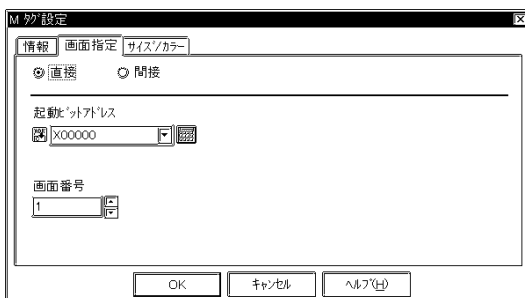 M ﾀｸﾞ設定
情報 画面指定 ｻｲｽﾞ/ｶﾗｰ
直接 間接
起動ﾋﾞｯﾄｱﾄﾞﾚｽ
X00000
画面番号
1
OK ｷｬﾝｾﾙ ﾍﾙﾌﾟ(H)